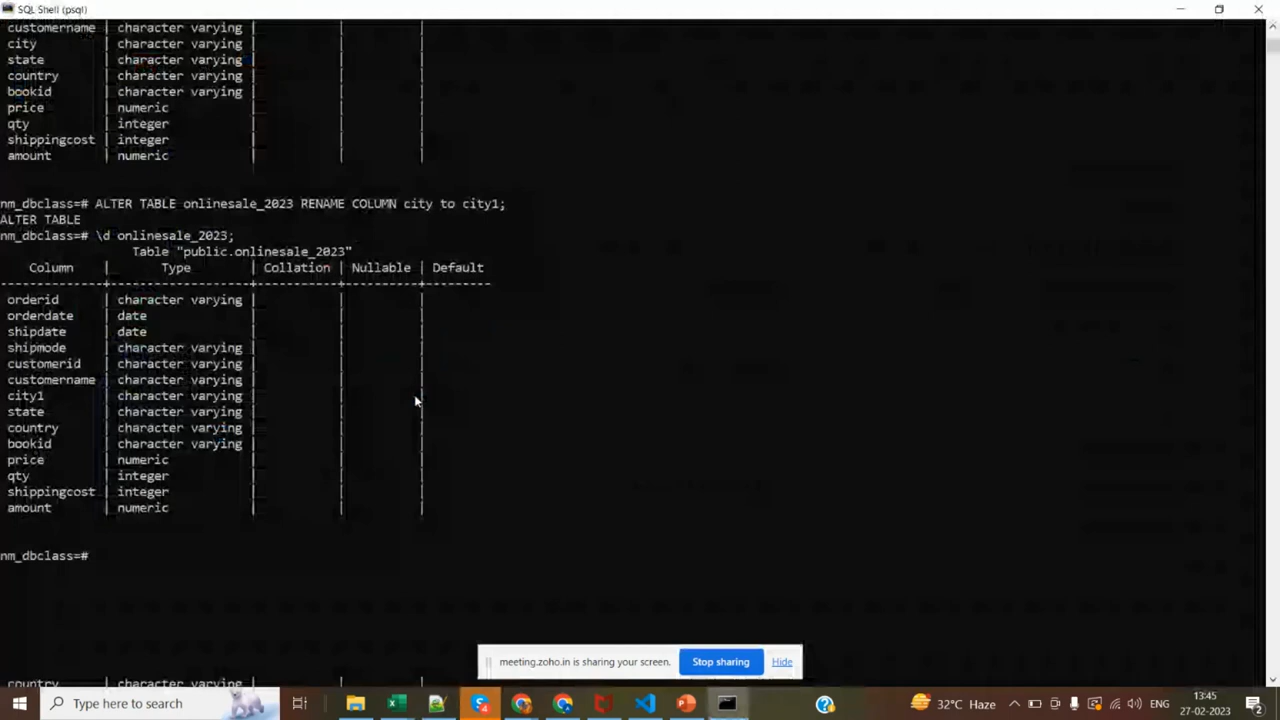 SQL Shell (psql)
customername | character varying | | |
city | character varying | | |
state | character varying | | |
country | character varying | | |
bookid | character varying | | |
price | numeric | | |
qty | integer | | |
shippingcost | integer | | |
amount | numeric | | |
nm_dbclass=# ALTER TABLE onlinesale_2023 RENAME COLUMN city to city1;
ALTER TABLE
nm_dbclass=# \d onlinesale_2023;
Table "public.onlinesale_2023"
Column | Type | Collation | Nullable | Default
--------------+-------------------+-----------+----------+---------
orderid | character varying | | |
orderdate | date | | |
shipdate | date | | |
shipmode | character varying | | |
customerid | character varying | | |
customername | character varying | | |
city1 | character varying | | |
state | character varying | | |
country | character varying | | |
bookid | character varying | | |
price | numeric | | |
qty | integer | | |
shippingcost | integer | | |
amount | numeric | | |
nm_dbclass=#
meeting.zoho.in is sharing your screen. Stop sharing Hide
country | character varying | | |
Type here to search
32°C Haze
ENG
13:45
27-02-2023
2